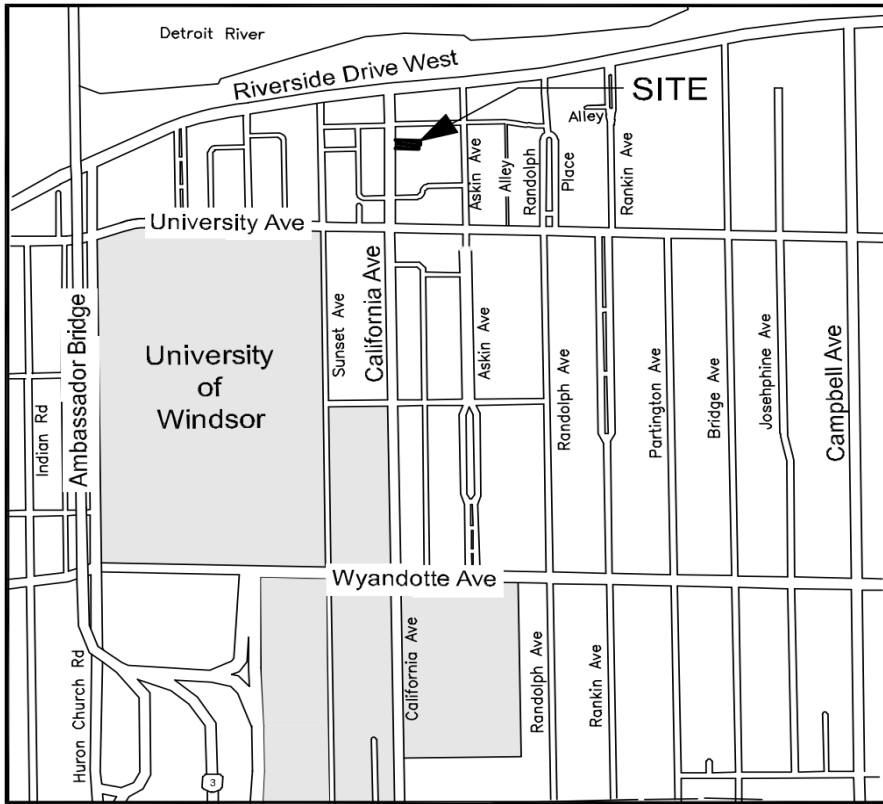 Detroit River
Riverside Drive West
SITE
Alley
Askin Ave
Alley
Randolph
Place
Rankin Ave
University Ave
Ambassador Bridge
University
of
Windsor
Sunset Ave
California Ave
Askin Ave
Randolph Ave
Partington Ave
Bridge Ave
Josehphine Ave
Campbell Ave
Indian Rd
Wyandotte Ave
Huron Church Rd
California Ave
Randolph Ave
Rankin Ave
3